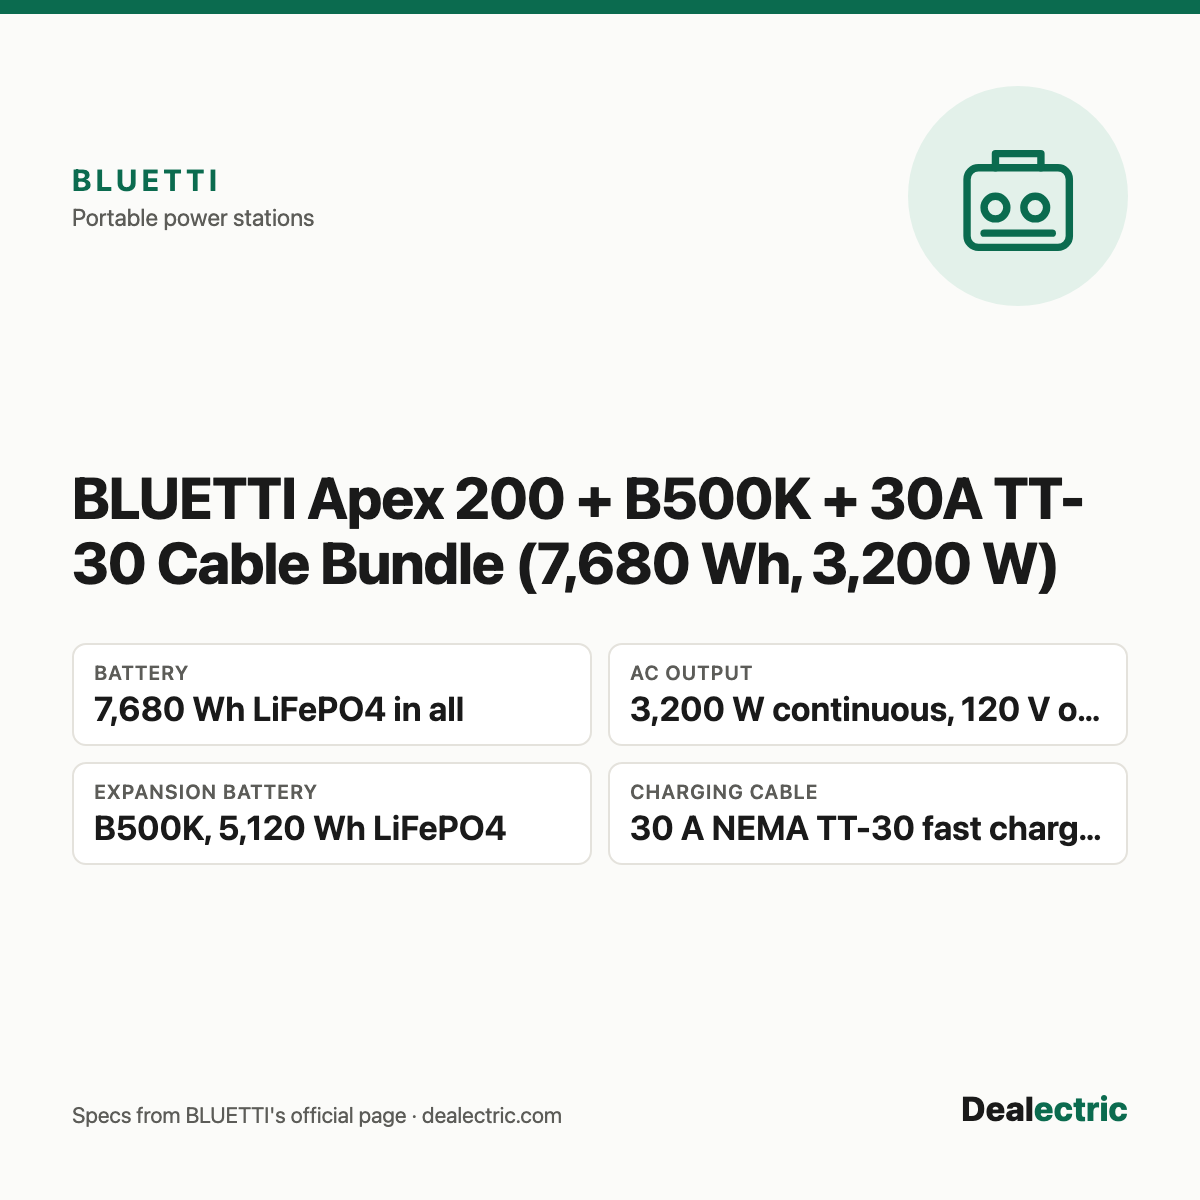 BLUETTI
Portable power stations
BLUETTI Apex 200 + B500K + 30A TT-
30 Cable Bundle (7,680 Wh, 3,200 W)
BATTERY
7,680 Wh LiFePO4 in all
AC OUTPUT
3,200 W continuous, 120 V o...
EXPANSION BATTERY
B500K, 5,120 Wh LiFePO4
CHARGING CABLE
30 A NEMA TT-30 fast charg...
Specs from BLUETTI's official page · dealectric.com
Dealectric